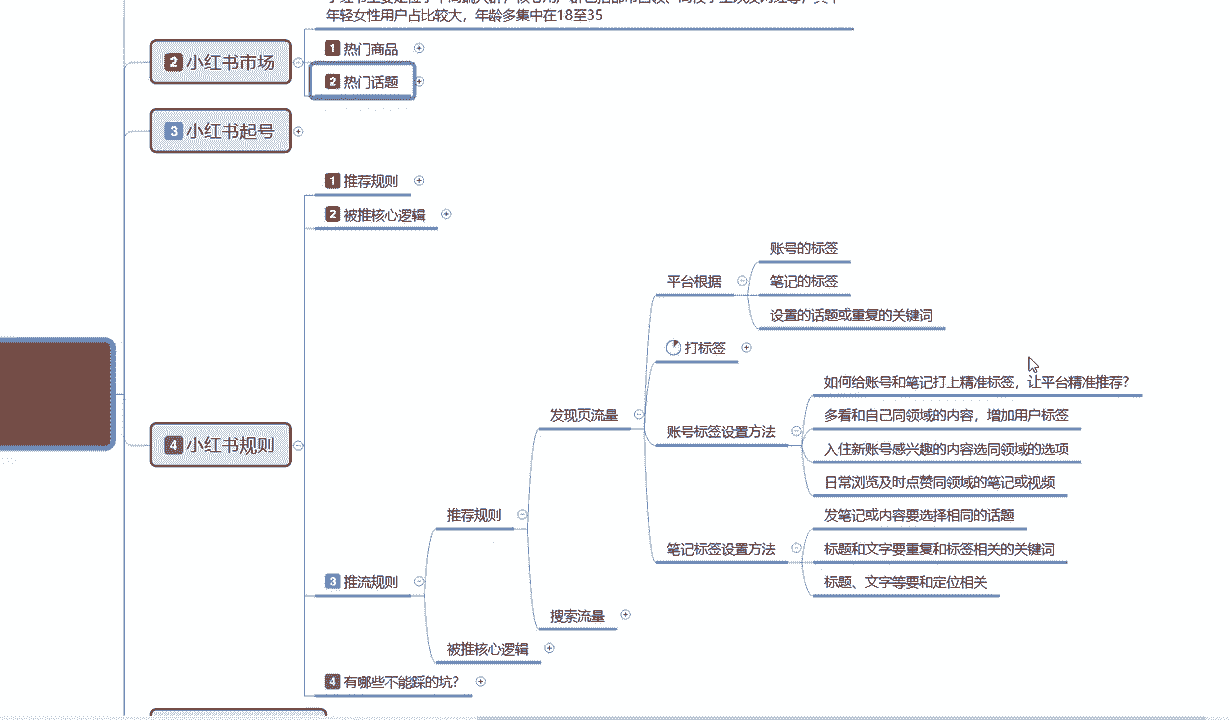 年轻女性用户占比较大，年龄多集中在18至35
2 小红书市场
1 热门商品
2 热门话题
3 小红书起号
4 小红书规则
1 推荐规则
2 被推核心逻辑
3 推流规则
推荐规则
发现页流量
平台根据
账号的标签
笔记的标签
设置的话题或重复的关键词
打标签
账号标签设置方法
如何给账号和笔记打上精准标签，让平台精准推荐？
多看和自己同领域的内容，增加用户标签
入住新账号感兴趣的内容选同领域的选项
日常浏览及时点赞同领域的笔记或视频
笔记标签设置方法
发笔记或内容要选择相同的话题
标题和文字要重复和标签相关的关键词
标题、文字等要和定位相关
搜索流量
被推核心逻辑
4 有哪些不能踩的坑？